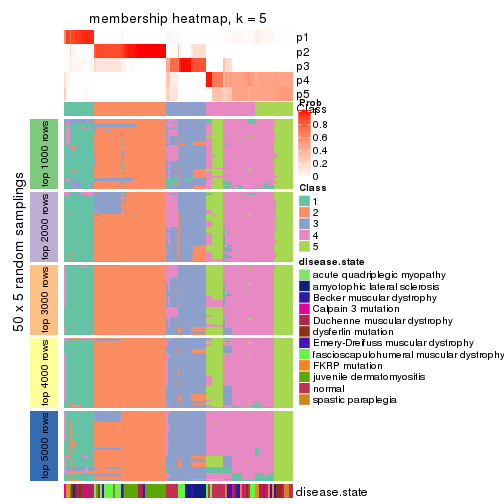 membership heatmap, k = 5
p1
p2
p3
p4
p5
Class
Prob
1
0.8
0.6
0.4
0.2
0
Class
1
2
3
4
5
disease.state
acute quadriplegic myopathy
amyotophic lateral sclerosis
Becker muscular dystrophy
Calpain 3 mutation
Duchenne muscular dystrophy
dysferlin mutation
Emery-Dreifuss muscular dystrophy
fascioscapulohumeral muscular dystrophy
FKRP mutation
juvenile dermatomyositis
normal
spastic paraplegia
50 x 5 random samplings
top 1000 rows
top 2000 rows
top 3000 rows
top 4000 rows
top 5000 rows
disease.state